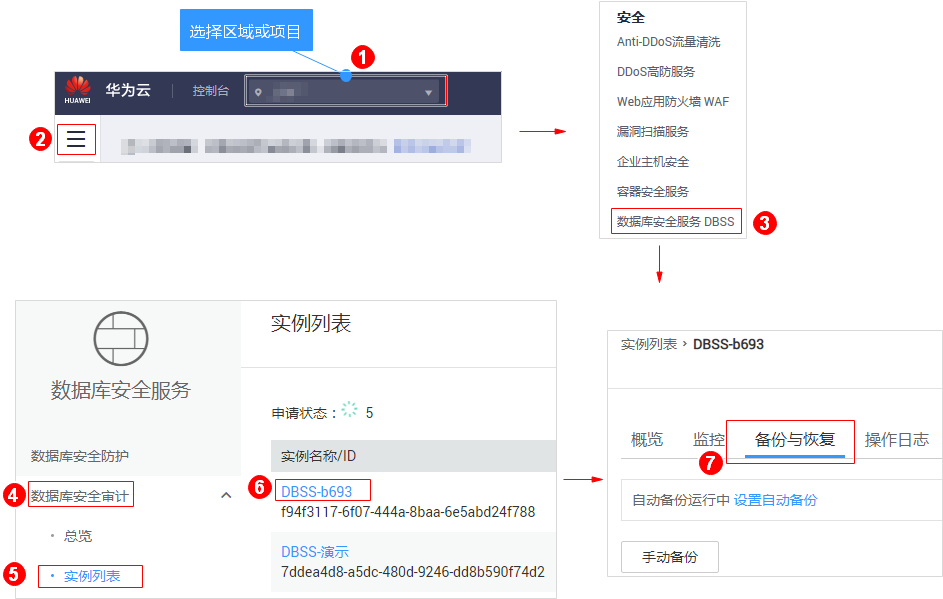 选择区域或项目
1
HUAWEI
华为云
控制台
2
安全
Anti-DDoS流量清洗
DDoS高防服务
Web应用防火墙 WAF
漏洞扫描服务
企业主机安全
容器安全服务
数据库安全服务 DBSS
3
数据库安全服务
数据库安全防护
4
数据库安全审计
总览
5
实例列表
实例列表
申请状态： 5
实例名称/ID
6
DBSS-b693
f94f3117-6f07-444a-8baa-6e5abd24f788
DBSS-演示
7ddea4d8-a5dc-480d-9246-dd8b590f74d2
实例列表 › DBSS-b693
概览 监控 备份与恢复 操作日志
7
自动备份运行中 设置自动备份
手动备份